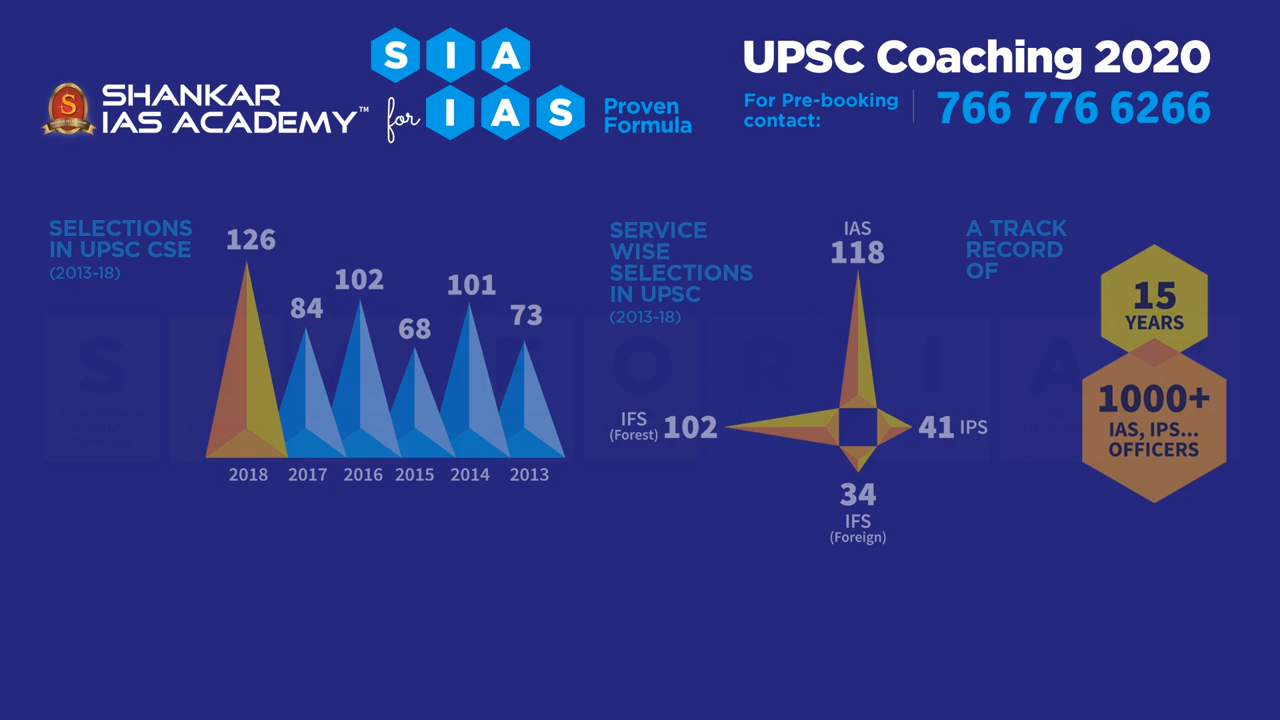 SHANKAR
IAS ACADEMY™
S I A
for I A S
Proven
Formula
UPSC Coaching 2020
For Pre-booking
contact:
766 776 6266
SELECTIONS
IN UPSC CSE
(2013-18)
126
84
102
68
101
73
2018 2017 2016 2015 2014 2013
SERVICE
WISE
SELECTIONS
IN UPSC
(2013-18)
IAS
118
IFS
(Forest)
102
41 IPS
34
IFS
(Foreign)
A TRACK
RECORD
OF
15
YEARS
1000+
IAS, IPS...
OFFICERS